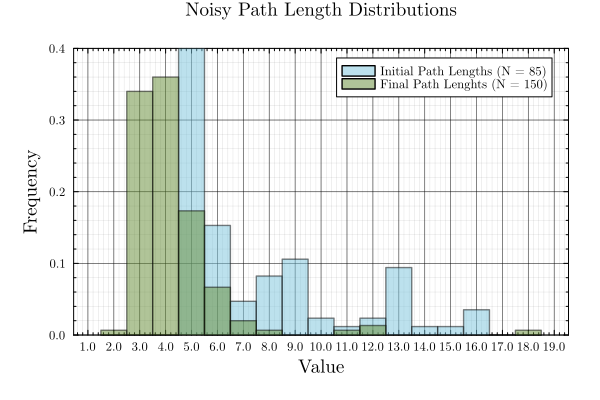 Noisy Path Length Distributions
Initial Path Lengths (N = 85)
Final Path Lenghts (N = 150)
0.4
0.3
0.2
0.1
0.0
Frequency
1.0 2.0 3.0 4.0 5.0 6.0 7.0 8.0 9.0 10.0 11.0 12.0 13.0 14.0 15.0 16.0 17.0 18.0 19.0
Value